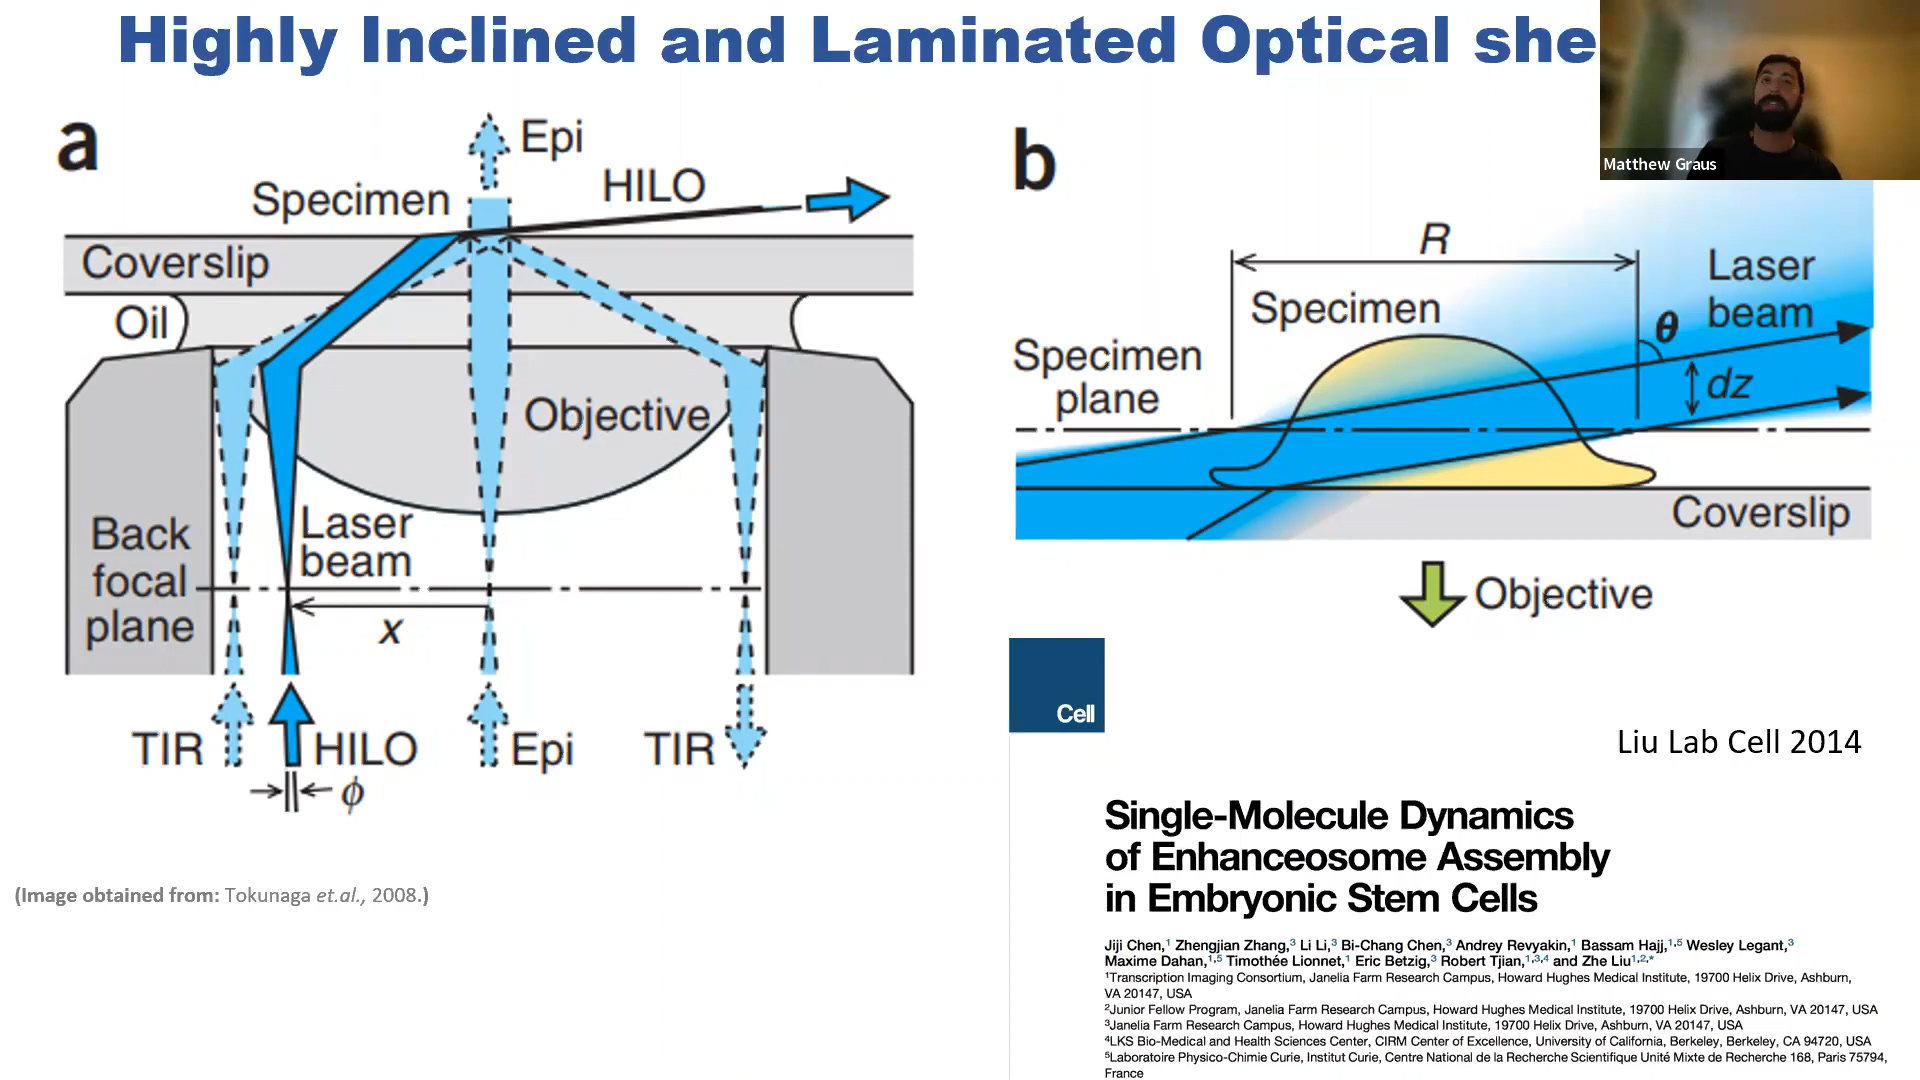 Highly Inclined and Laminated Optical she
Matthew Graus
a
Epi
HILO
Specimen
Coverslip
Oil
Objective
Laser
beam
Back
focal
plane
x
TIR
HILO
Epi
TIR
ϕ
b
R
Laser
beam
θ
Specimen
Specimen
plane
dz
Coverslip
Objective
(Image obtained from: Tokunaga et.al., 2008.)
Cell
Liu Lab Cell 2014
Single-Molecule Dynamics
of Enhanceosome Assembly
in Embryonic Stem Cells
Jiji Chen,1 Zhengjian Zhang,3 Li Li,3 Bi-Chang Chen,3 Andrey Revyakin,1 Bassam Hajj,1,5 Wesley Legant,3
Maxime Dahan,1,5 Timothée Lionnet,1 Eric Betzig,3 Robert Tjian,1,3,4 and Zhe Liu1,2,*
1Transcription Imaging Consortium, Janelia Farm Research Campus, Howard Hughes Medical Institute, 19700 Helix Drive, Ashburn,
VA 20147, USA
2Junior Fellow Program, Janelia Farm Research Campus, Howard Hughes Medical Institute, 19700 Helix Drive, Ashburn, VA 20147, USA
3Janelia Farm Research Campus, Howard Hughes Medical Institute, 19700 Helix Drive, Ashburn, VA 20147, USA
4LKS Bio-Medical and Health Sciences Center, CIRM Center of Excellence, University of California, Berkeley, Berkeley, CA 94720, USA
5Laboratoire Physico-Chimie Curie, Institut Curie, Centre National de la Recherche Scientifique Unité Mixte de Recherche 168, Paris 75794,
France